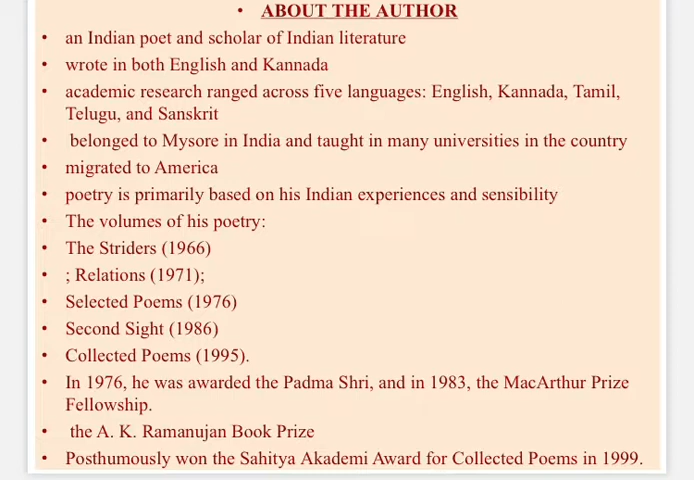 • ABOUT THE AUTHOR
• an Indian poet and scholar of Indian literature
• wrote in both English and Kannada
• academic research ranged across five languages: English, Kannada, Tamil,
Telugu, and Sanskrit
• belonged to Mysore in India and taught in many universities in the country
• migrated to America
• poetry is primarily based on his Indian experiences and sensibility
• The volumes of his poetry:
• The Striders (1966)
• ; Relations (1971);
• Selected Poems (1976)
• Second Sight (1986)
• Collected Poems (1995).
• In 1976, he was awarded the Padma Shri, and in 1983, the MacArthur Prize
Fellowship.
• the A. K. Ramanujan Book Prize
• Posthumously won the Sahitya Akademi Award for Collected Poems in 1999.